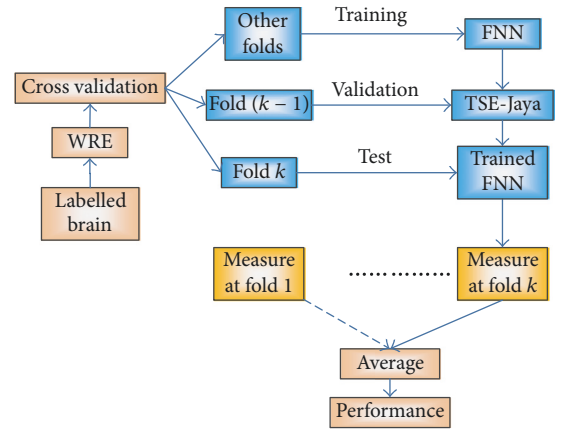 Other
folds
Training
FNN
Cross validation
Fold (k − 1)
Validation
TSE-Jaya
WRE
Fold k
Test
Trained
FNN
Labelled
brain
Measure
at fold 1
……………
Measure
at fold k
Average
Performance